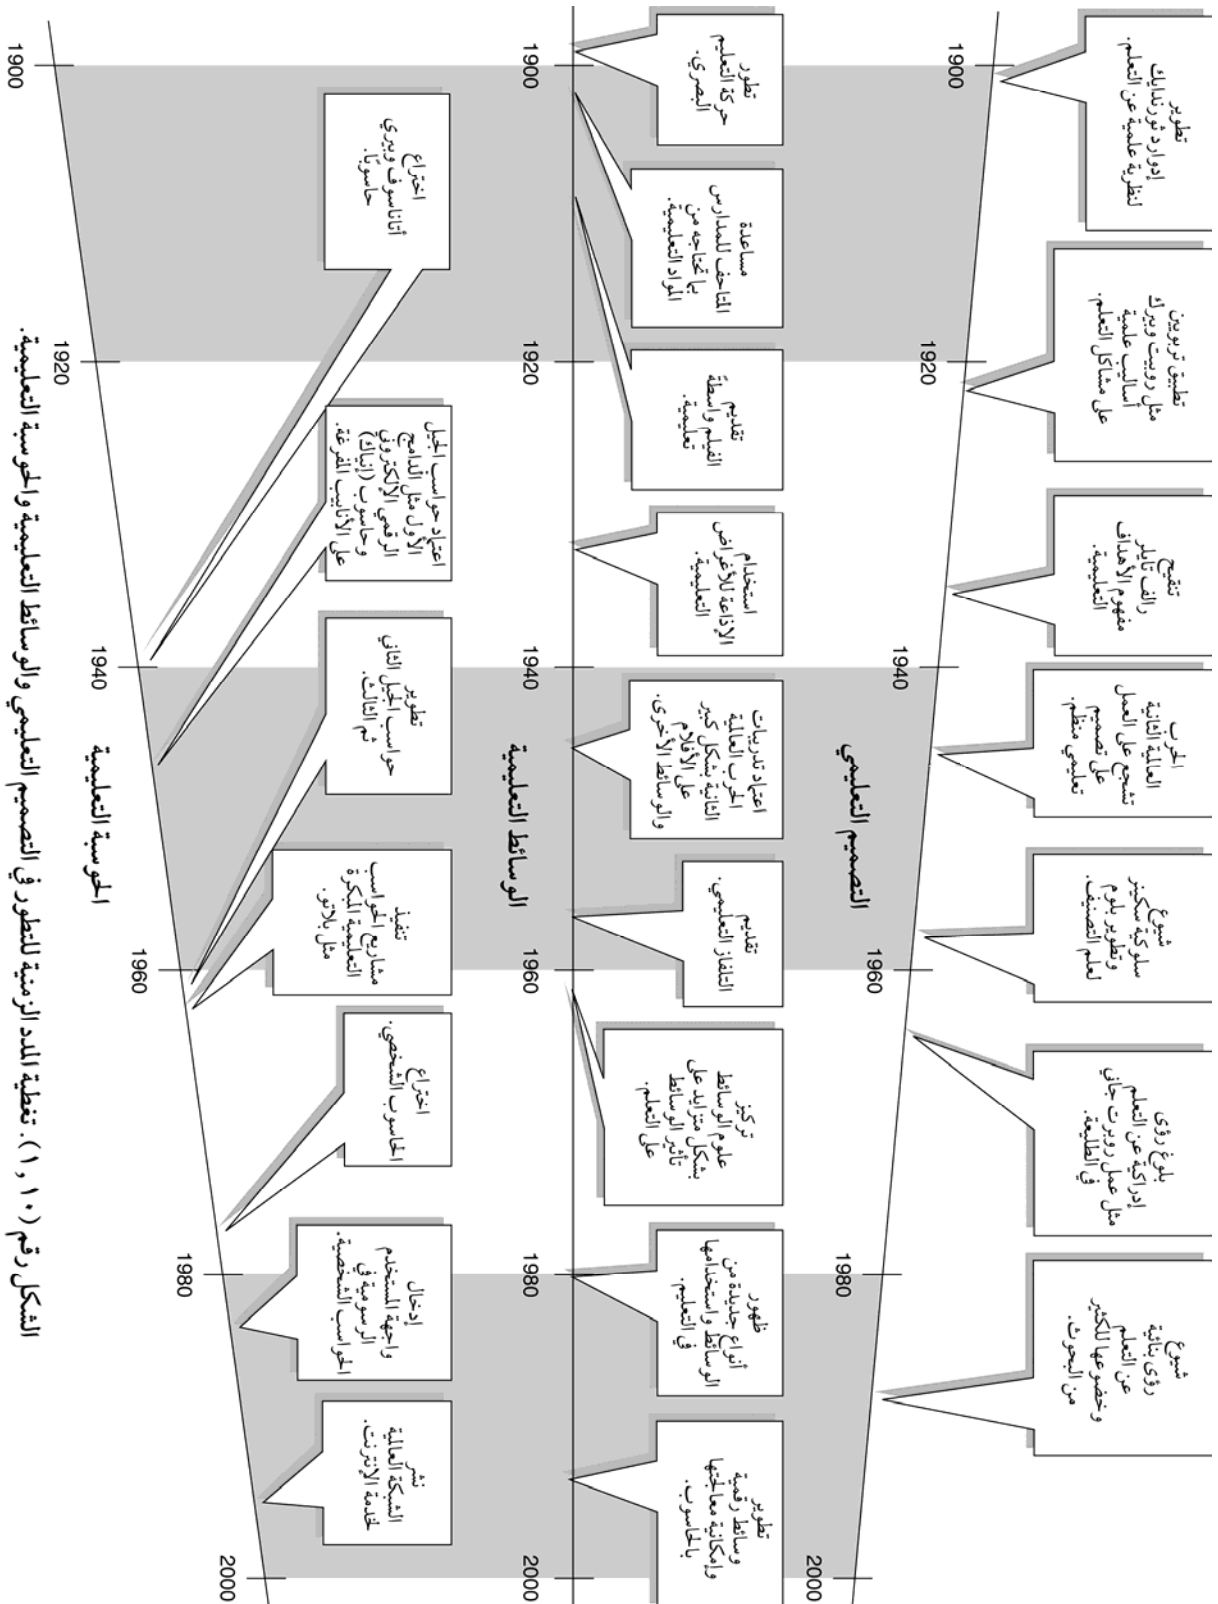 تطوير
إدوارد ثورندايك
لنظرية علمية عن التعلم.
تطبيق تربويين
مثل روبيت وبيرك
أساليب علمية
على مشاكل التعلم.
تنقيح
رالف تايلر
مفهوم الأهداف
التعليمية.
الحرب
العالمية الثانية
تشجع على العمل
على تصميم
تعليمي منظم.
شيوع
سلوكية سكينر
وتطوير بلوم
لعلم التصنيف.
بلوغ رؤى
إدراكية عن التعلم
مثل عمل روبرت جاني
في الطليعة.
شيوع
رؤى بنائية
عن التعلم
وخضوعها للكثير
من البحوث.
1900
1920
1940
1960
1980
2000
التصميم التعليمي
تطور
حركة التعليم
البصري.
مساعدة
المتاحف للمدارس
بما تحتاجه من
المواد التعليمية.
تقديم
الفيلم واسطةً
تعليمية.
استخدام
الإذاعة للأغراض
التعليمية.
اعتماد تدريبات
الحرب العالمية
الثانية بشكل كبير
على الأفلام
والوسائط الأخرى.
تقديم
التلفاز التعليمي.
تركيز
علوم الوسائط
بشكل متزايد على
تأثير الوسائط
على التعلم.
ظهور
أنواع جديدة من
الوسائط واستخدامها
في التعليم.
تطوير
وسائط رقمية
وإمكانية معالجتها
بالحاسوب.
1900
1920
1940
1960
1980
2000
الوسائط التعليمية
اختراع
أتاناسوف وبيري
حاسوبًا.
اعتماد حواسب الجيل
الأول مثل الدامج
الرقمي الإلكتروني
وحاسوب (إنياك)
على الأنابيب المفرغة.
تطوير
حواسب الجيل الثاني
ثم الثالث.
تنفيذ
مشاريع الحواسب
التعليمية المبكرة
مثل بلاتو.
اختراع
الحاسوب الشخصي.
إدخال
واجهة المستخدم
الرسومية في
الحواسب الشخصية.
نشر
الشبكة العالمية
لخدمة الإنترنت.
1900
1920
1940
1960
1980
2000
الحوسبة التعليمية
الشكل رقم (١,١٠). تغطية المدد الزمنية للتطور في التصميم التعليمي والوسائط التعليمية والحوسبة التعليمية.